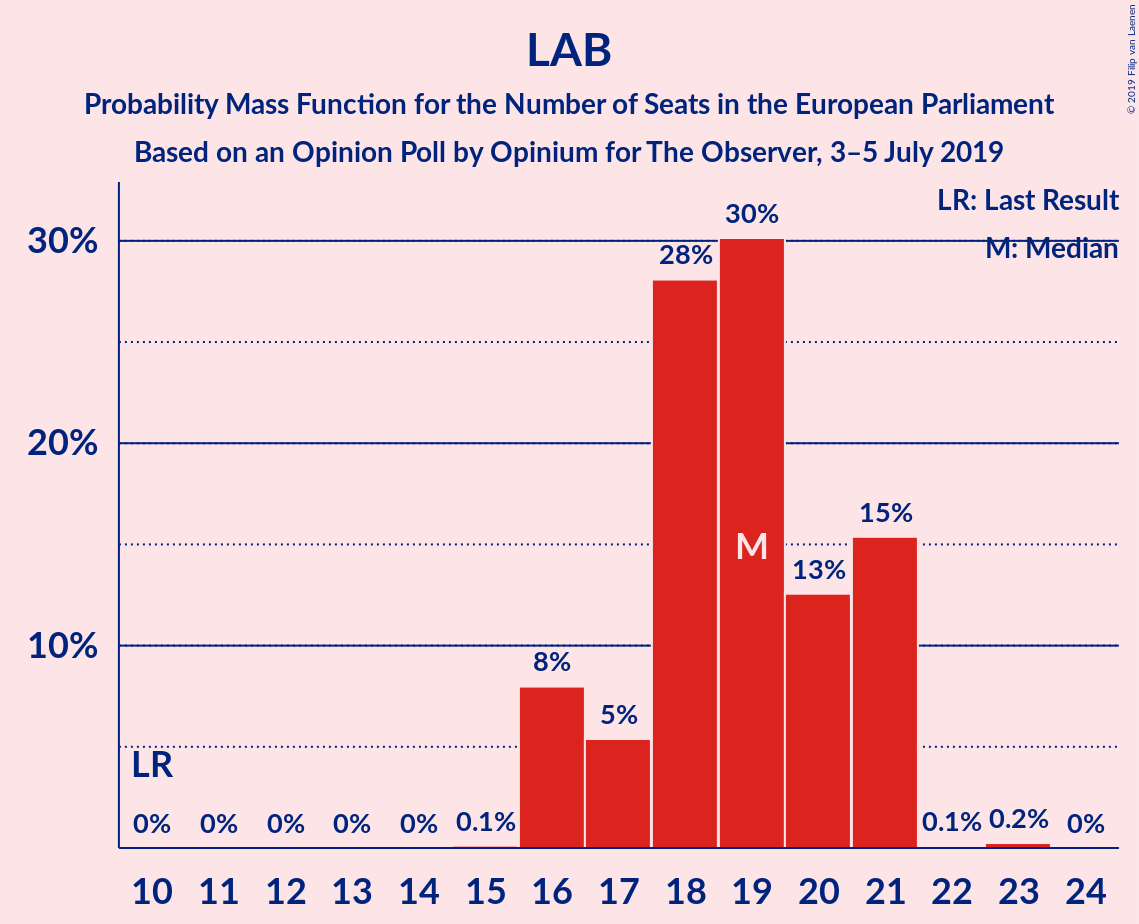 LAB
Probability Mass Function for the Number of Seats in the European Parliament
Based on an Opinion Poll by Opinium for The Observer, 3–5 July 2019
© 2019 Filip van Laenen
LR: Last Result
M: Median
30%
20%
10%
LR
M
0% 0% 0% 0% 0% 0.1% 8% 5% 28% 30% 13% 15% 0.1% 0.2% 0%
10 11 12 13 14 15 16 17 18 19 20 21 22 23 24